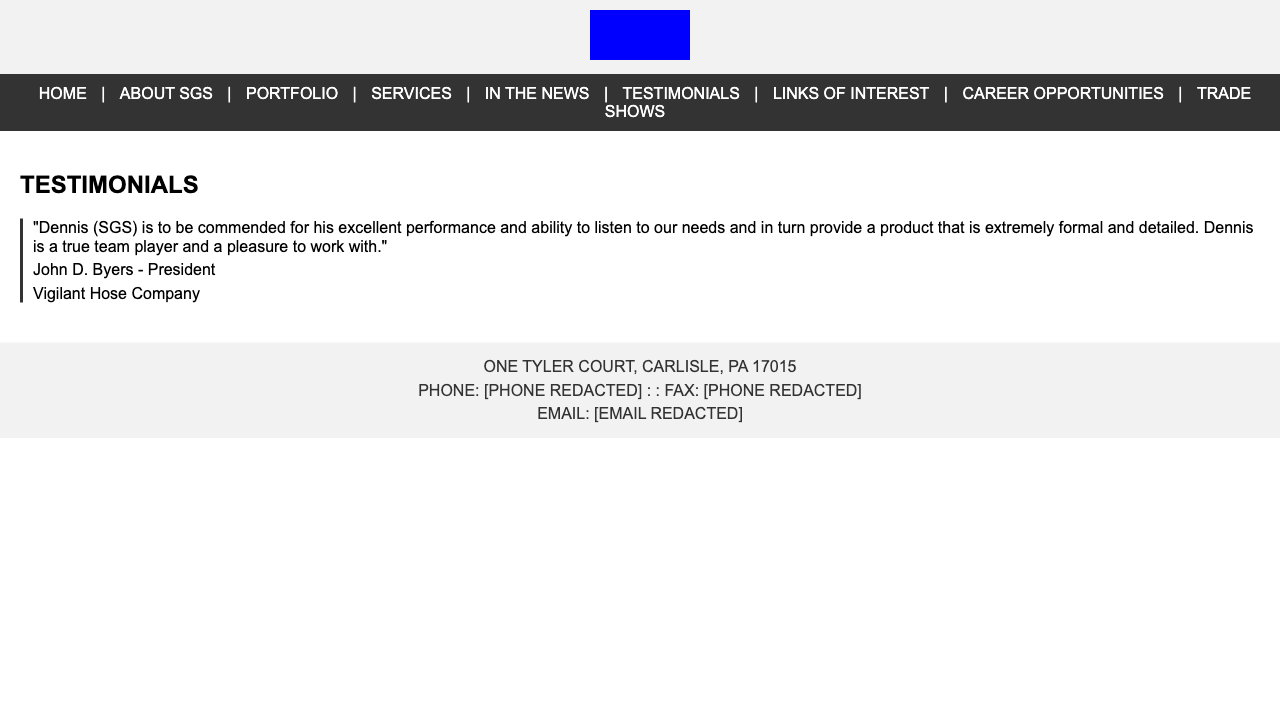 HOME | ABOUT SGS | PORTFOLIO | SERVICES | IN THE NEWS | TESTIMONIALS | LINKS OF INTEREST | CAREER OPPORTUNITIES | TRADE
SHOWS
TESTIMONIALS
"Dennis (SGS) is to be commended for his excellent performance and ability to listen to our needs and in turn provide a product that is extremely formal and detailed. Dennis
is a true team player and a pleasure to work with."
John D. Byers - President
Vigilant Hose Company
ONE TYLER COURT, CARLISLE, PA 17015
PHONE: [PHONE REDACTED] : : FAX: [PHONE REDACTED]
EMAIL: [EMAIL REDACTED]